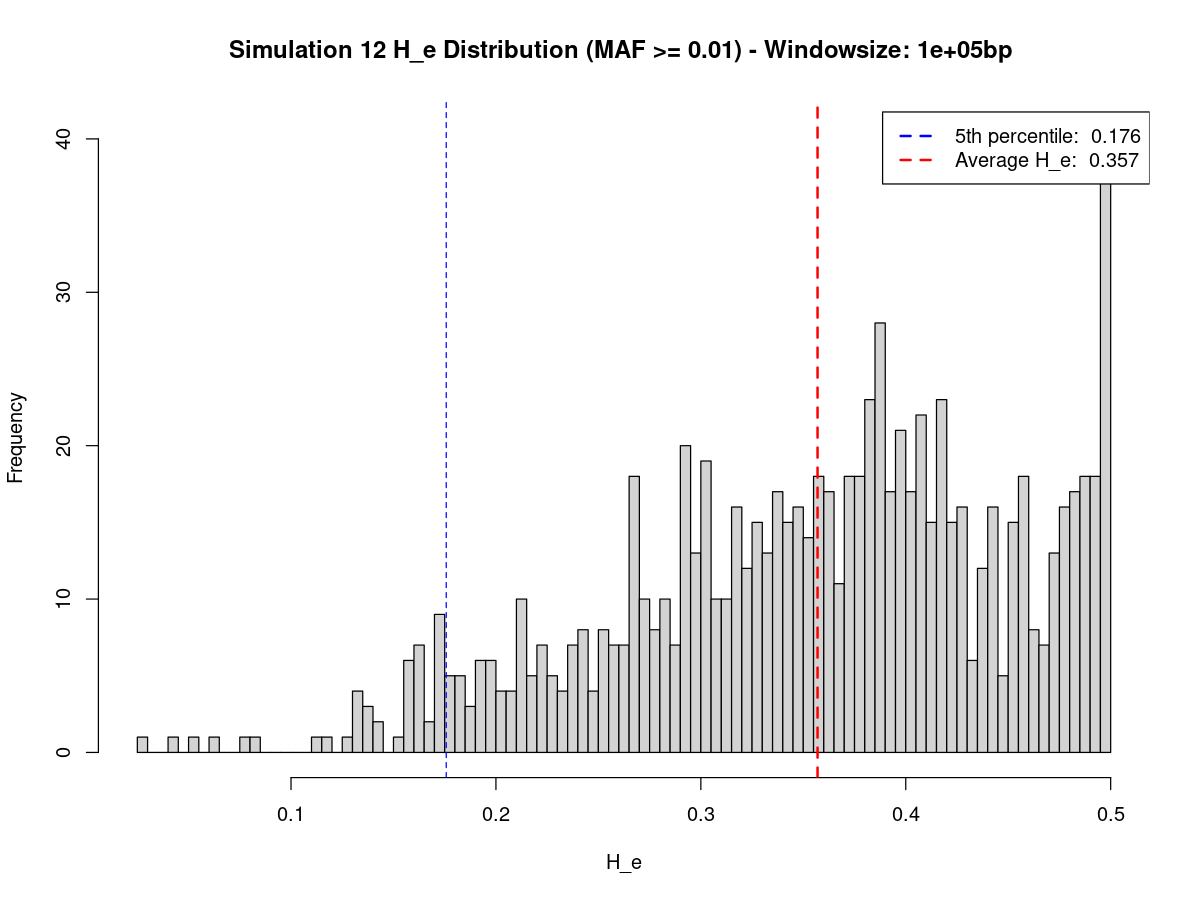 Simulation 12 H_e Distribution (MAF >= 0.01) - Windowsize: 1e+05bp
5th percentile:  0.176
Average H_e:  0.357
Frequency
40
30
20
10
0
0.1 0.2 0.3 0.4 0.5
H_e